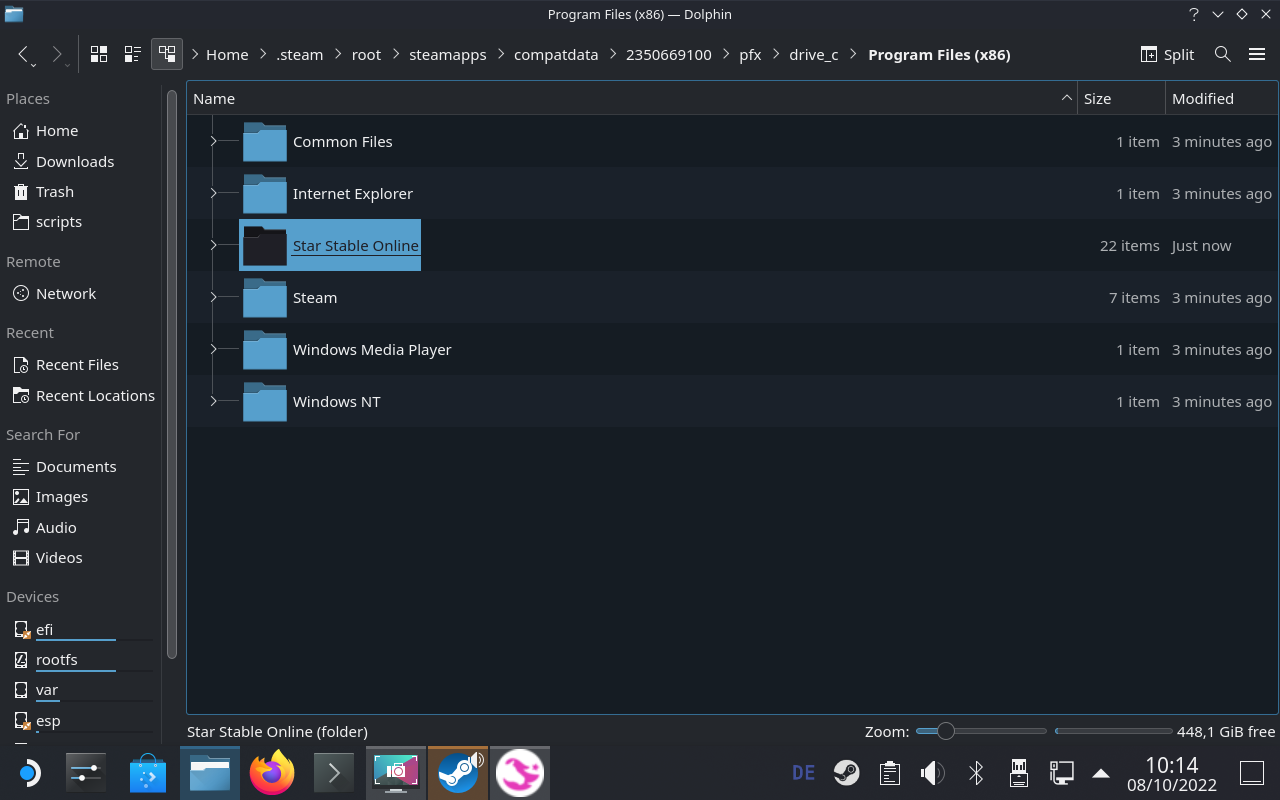 Program Files (x86) — Dolphin
Home .steam root steamapps compatdata 2350669100 pfx drive_c Program Files (x86) Split
Places
Home
Downloads
Trash
scripts
Remote
Network
Recent
Recent Files
Recent Locations
Search For
Documents
Images
Audio
Videos
Devices
efi
rootfs
var
esp
Name Size Modified
Common Files 1 item 3 minutes ago
Internet Explorer 1 item 3 minutes ago
Star Stable Online 22 items Just now
Steam 7 items 3 minutes ago
Windows Media Player 1 item 3 minutes ago
Windows NT 1 item 3 minutes ago
Star Stable Online (folder) Zoom: 448,1 GiB free
DE 10:14
08/10/2022